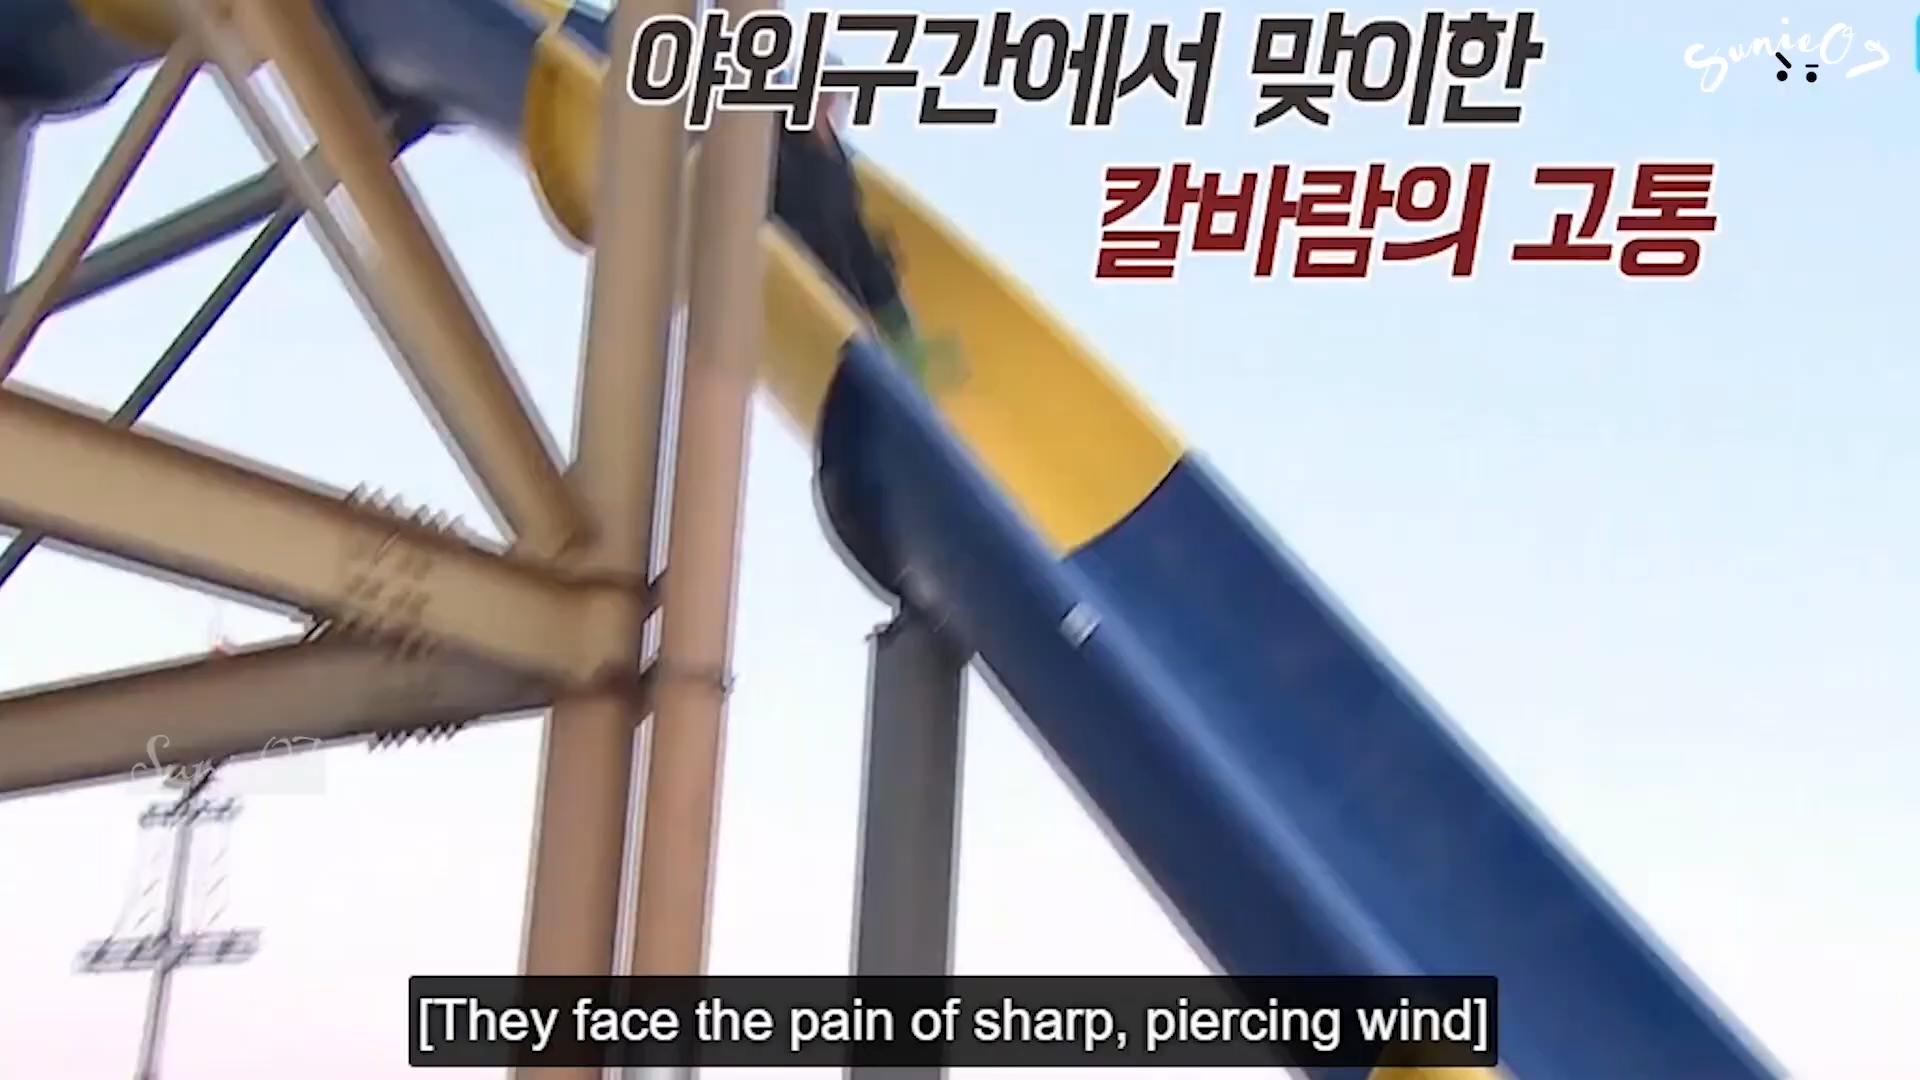 야외구간에서 맞이한
Sunie07
칼바람의 고통
[They face the pain of sharp, piercing wind]